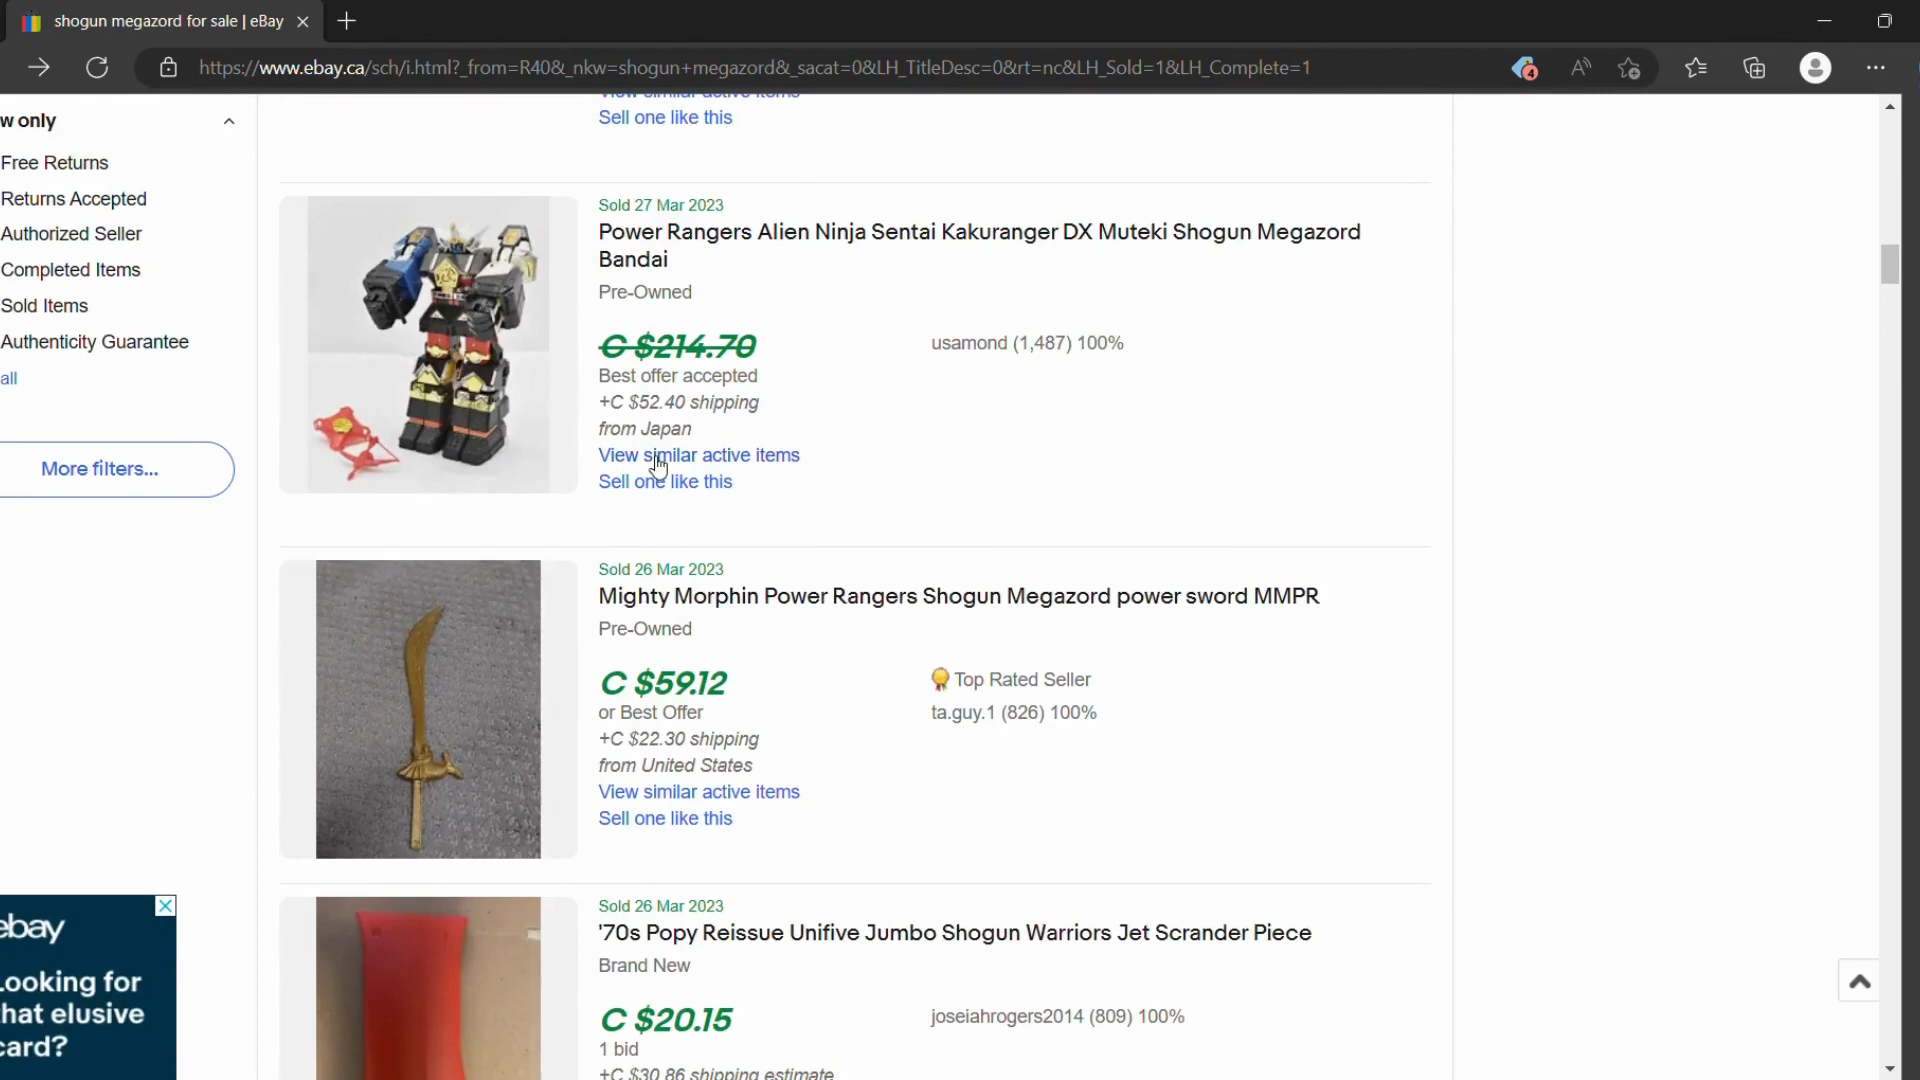 shogun megazord for sale | eBay
https://www.ebay.ca/sch/i.html?_from=R40&_nkw=shogun+megazord&_sacat=0&LH_TitleDesc=0&rt=nc&LH_Sold=1&LH_Complete=1
4
w only
Free Returns
Returns Accepted
Authorized Seller
Completed Items
Sold Items
Authenticity Guarantee
all
More filters...
View similar active items
Sell one like this
Sold 27 Mar 2023
Power Rangers Alien Ninja Sentai Kakuranger DX Muteki Shogun Megazord
Bandai
Pre-Owned
C $214.70
usamond (1,487) 100%
Best offer accepted
+C $52.40 shipping
from Japan
View similar active items
Sell one like this
Sold 26 Mar 2023
Mighty Morphin Power Rangers Shogun Megazord power sword MMPR
Pre-Owned
C $59.12
Top Rated Seller
or Best Offer
ta.guy.1 (826) 100%
+C $22.30 shipping
from United States
View similar active items
Sell one like this
Sold 26 Mar 2023
'70s Popy Reissue Unifive Jumbo Shogun Warriors Jet Scrander Piece
Brand New
C $20.15
joseiahrogers2014 (809) 100%
1 bid
+C $30.86 shipping estimate
ebay
Looking for
that elusive
card?